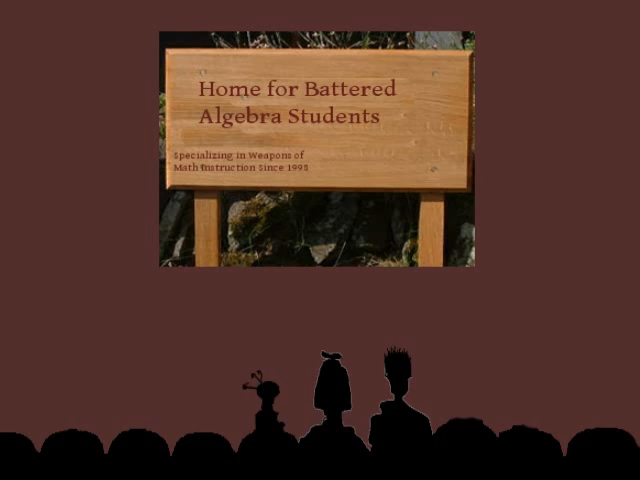 Home for Battered
Algebra Students
Specializing in Weapons of
Math Instruction Since 1995